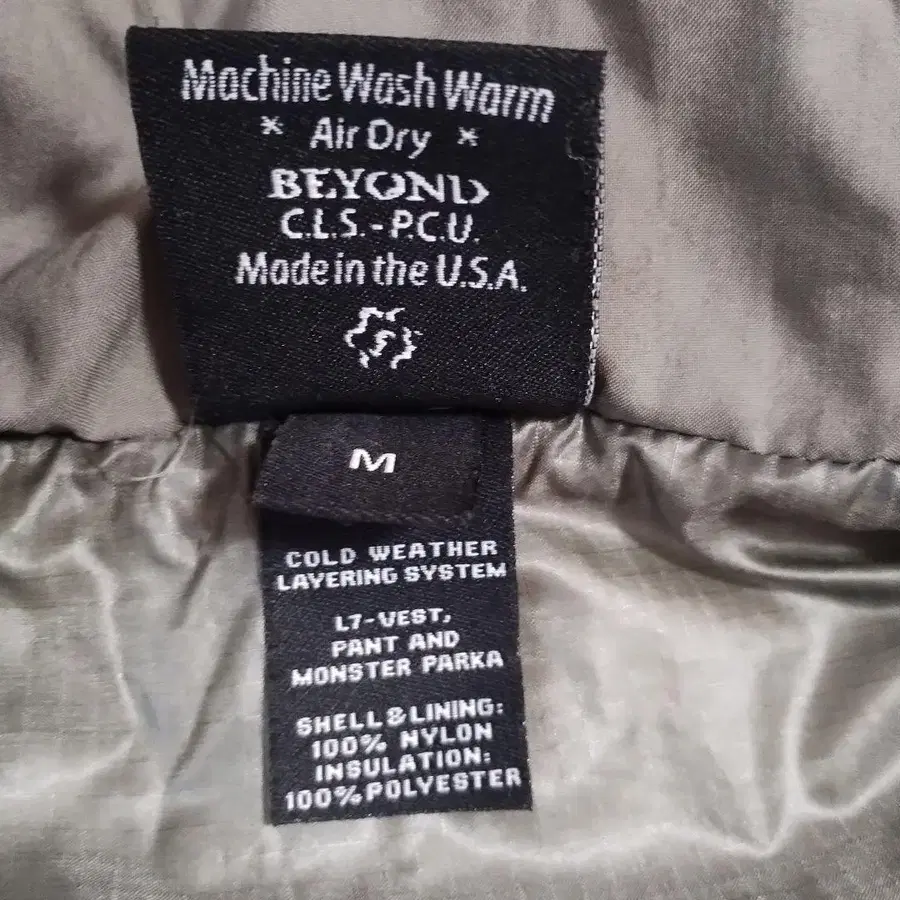 Machine Wash Warm
* Air Dry *
BEYOND
C.L.S.-P.C.U.
Made in the U.S.A.
M
COLD WEATHER
LAYERING SYSTEM
L7-VEST,
PANT AND
MONSTER PARKA
SHELL & LINING:
100% NYLON
INSULATION:
100% POLYESTER